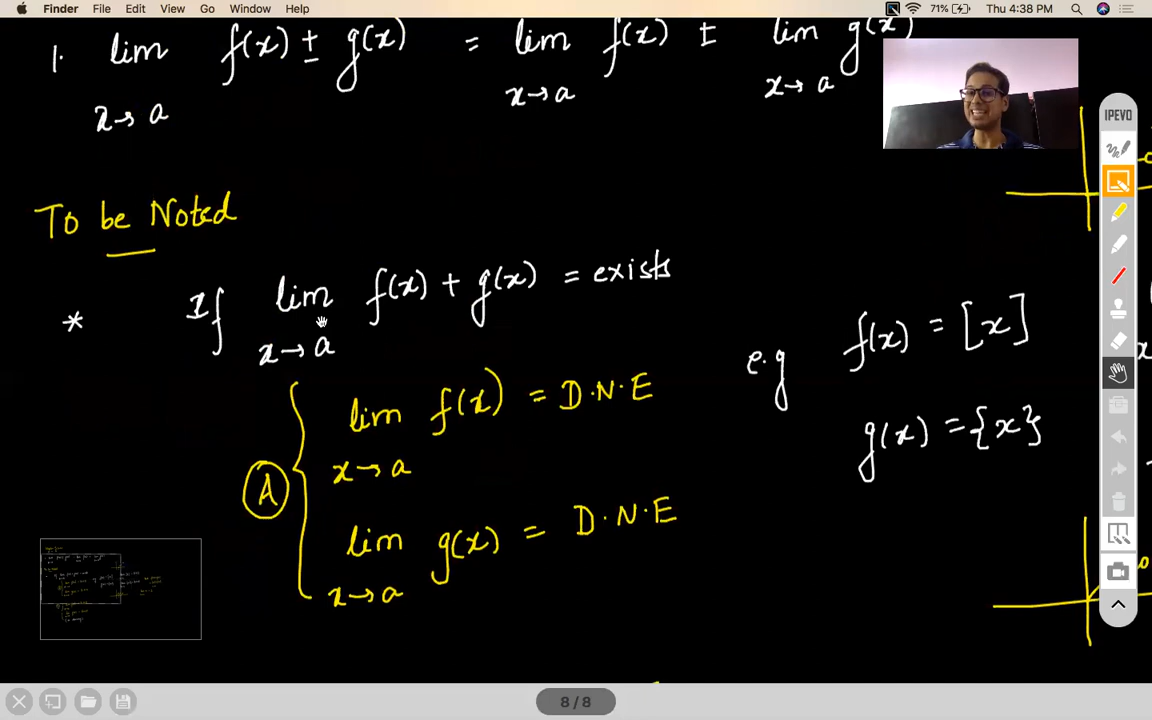 Finder File Edit View Go Window Help 71% Thu 4:38 PM
1. lim f(x) ± g(x) = lim f(x) ± lim g(x)
x→a x→a x→a
IPEVO
To be Noted
* If lim f(x) + g(x) = exists
x→a
e.g f(x) = [x]
g(x) = {x}
A
lim f(x) = D.N.E
x→a
lim g(x) = D.N.E
x→a
8 / 8